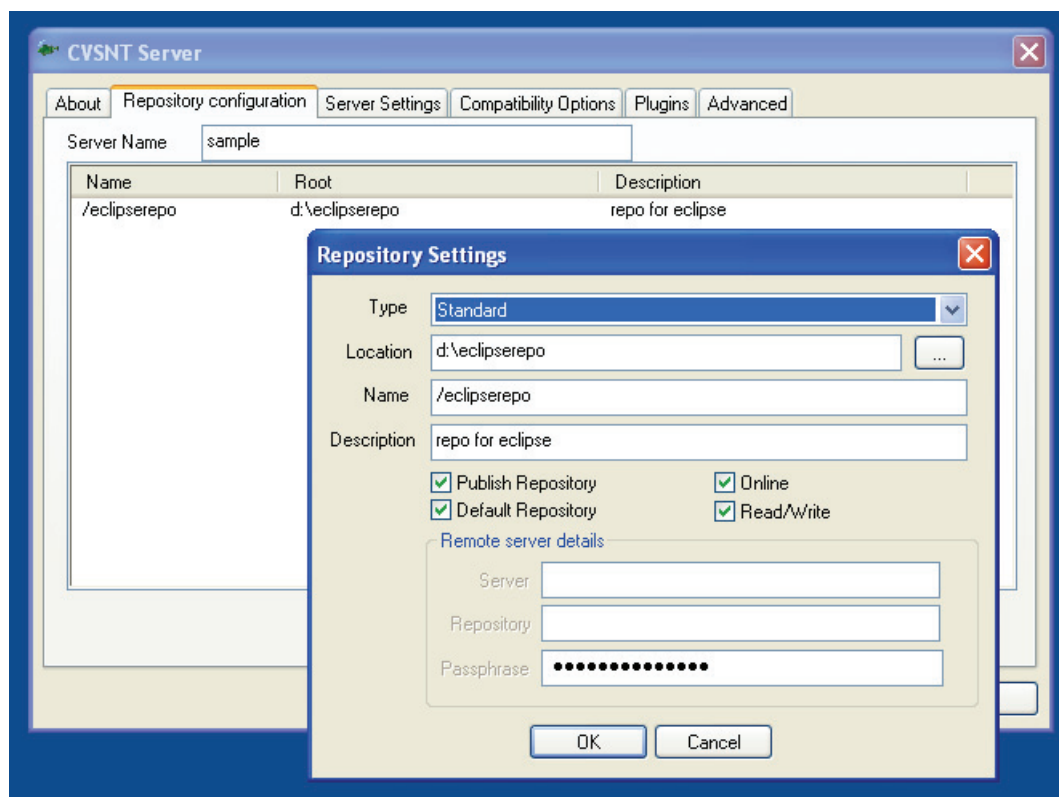 CVSNT Server
About Repository configuration Server Settings Compatibility Options Plugins Advanced
Server Name sample
Name Root Description
/eclipserepo d:\eclipserepo repo for eclipse
Repository Settings
Type Standard
Location d:\eclipserepo ...
Name /eclipserepo
Description repo for eclipse
Publish Repository Online
Default Repository Read/Write
Remote server details
Server
Repository
Passphrase ••••••••••••••
OK Cancel